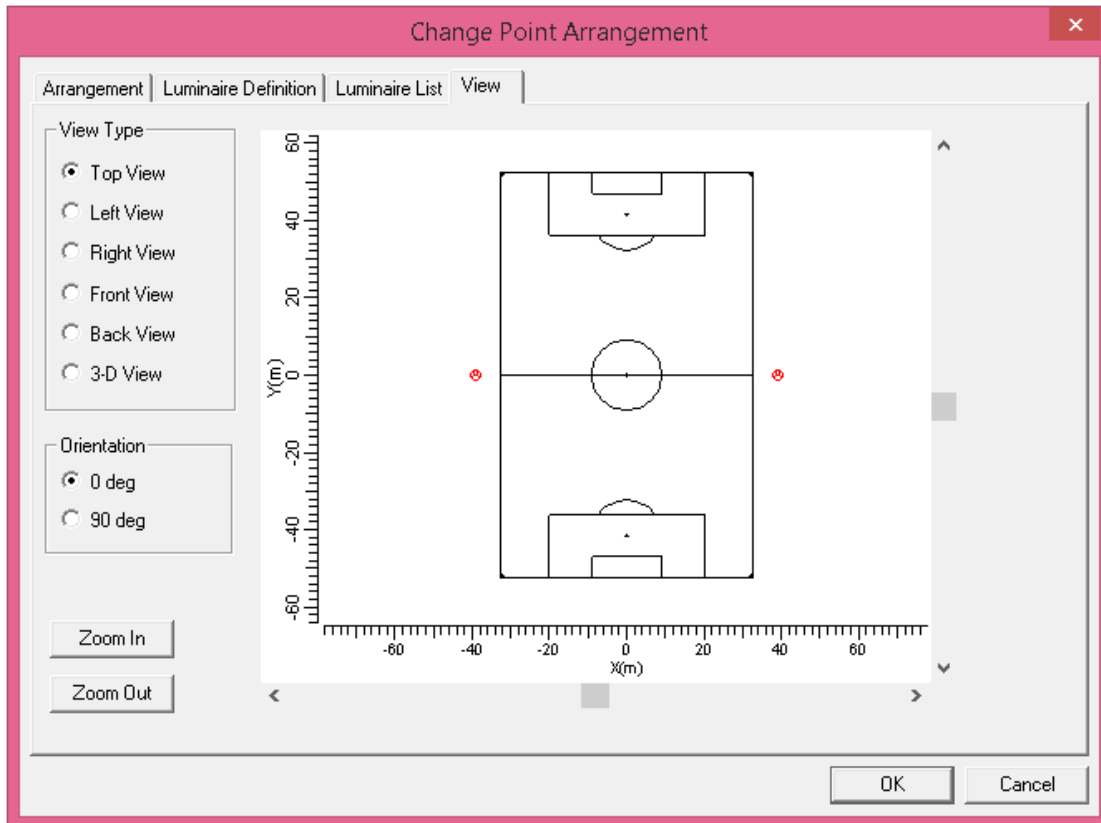 Change Point Arrangement
Arrangement Luminaire Definition Luminaire List View
View Type
Top View
Left View
Right View
Front View
Back View
3-D View
Orientation
0 deg
90 deg
Zoom In
Zoom Out
60
40
20
0
-20
-40
-60
Y(m)
-60 -40 -20 0 20 40 60
X(m)
OK Cancel